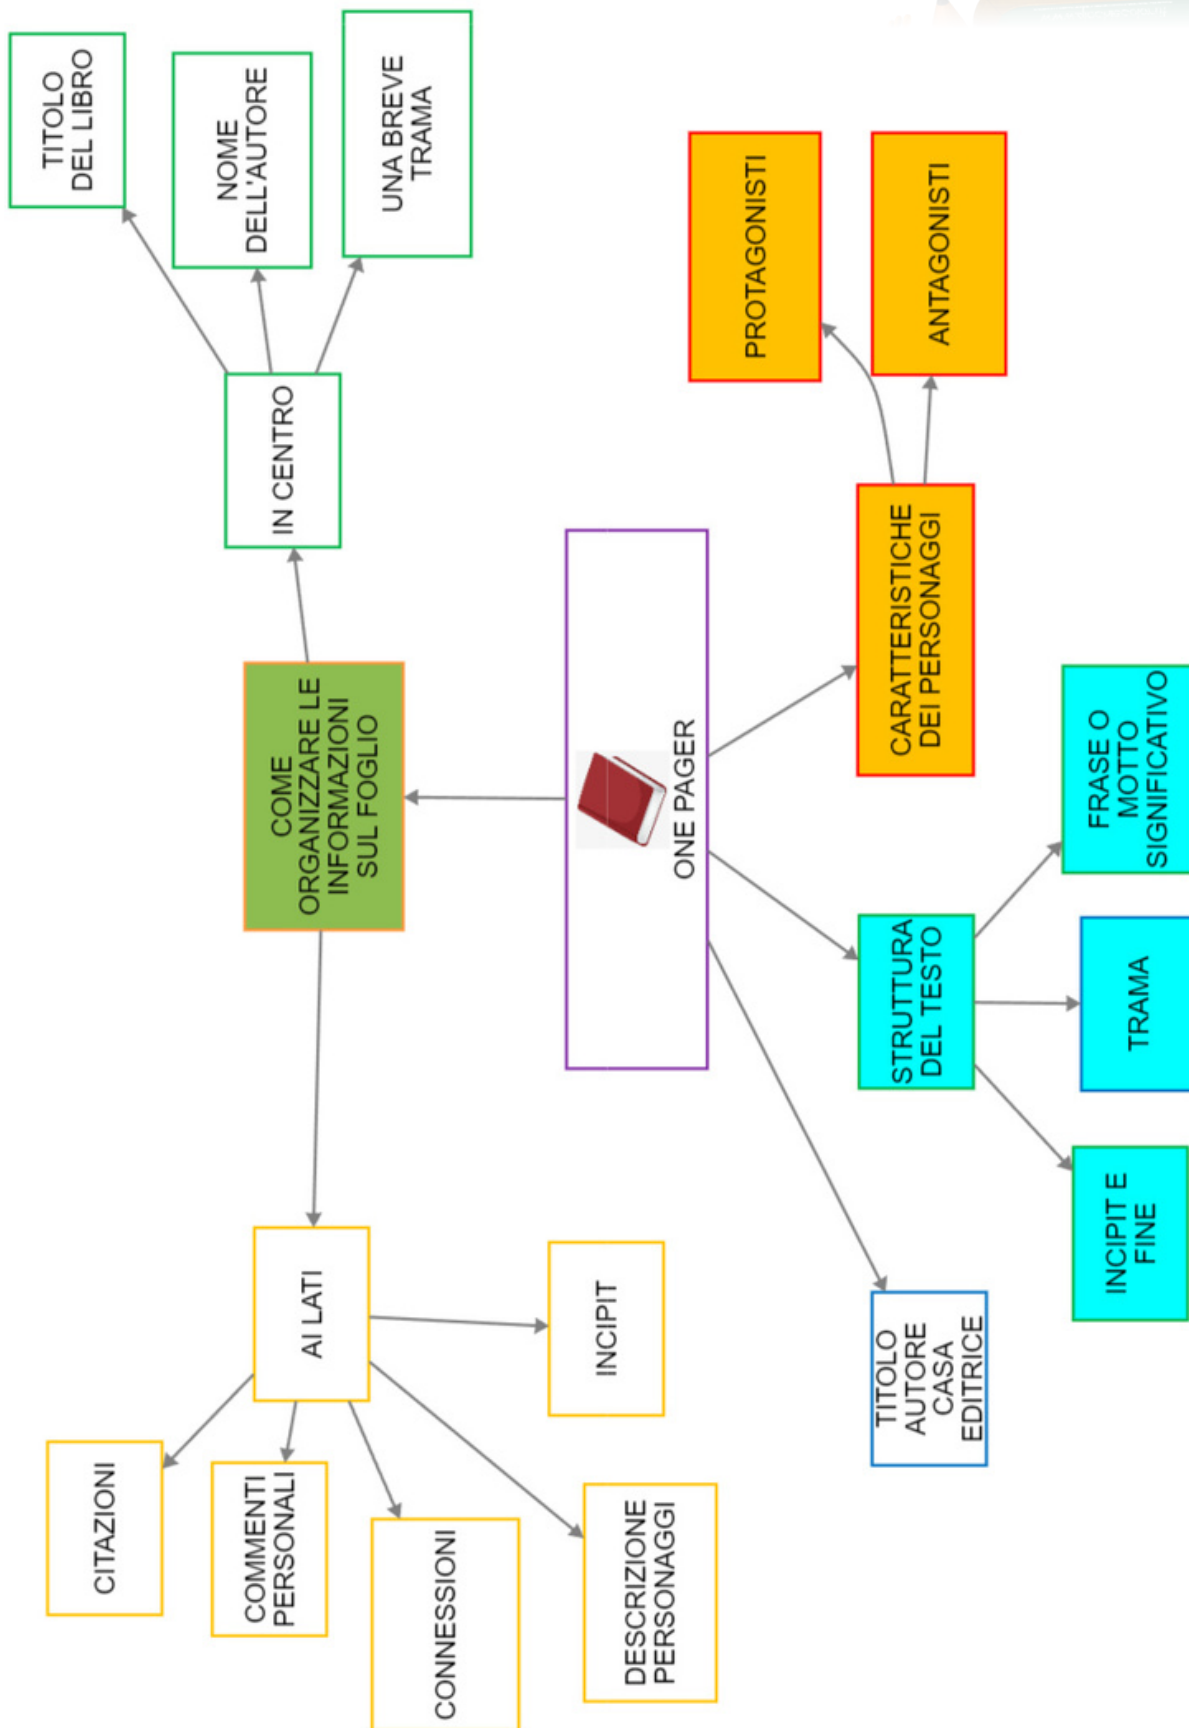 CITAZIONI
COMMENTI
PERSONALI
CONNESSIONI
DESCRIZIONE
PERSONAGGI
AI LATI
INCIPIT
COME
ORGANIZZARE LE
INFORMAZIONI
SUL FOGLIO
IN CENTRO
TITOLO
DEL LIBRO
NOME
DELL'AUTORE
UNA BREVE
TRAMA
ONE PAGER
TITOLO
AUTORE
CASA
EDITRICE
STRUTTURA
DEL TESTO
INCIPIT E
FINE
TRAMA
FRASE O
MOTTO
SIGNIFICATIVO
CARATTERISTICHE
DEI PERSONAGGI
PROTAGONISTI
ANTAGONISTI